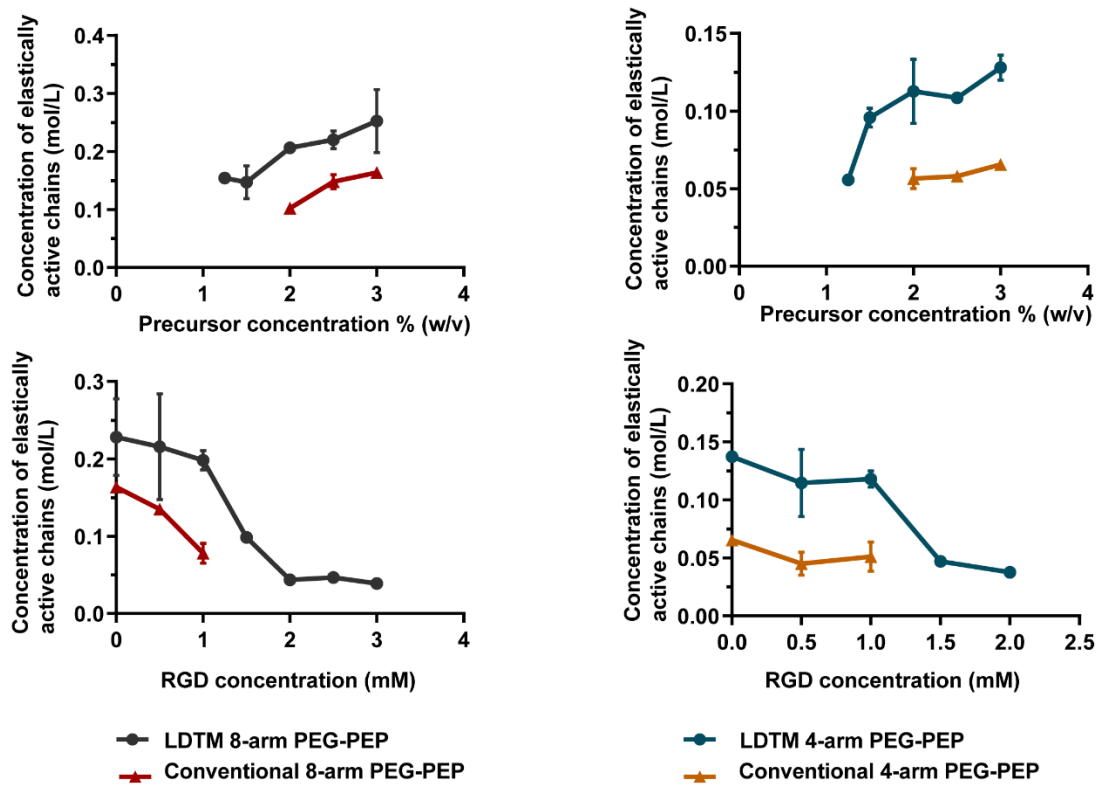 Concentration of elastically
active chains (mol/L)
0.4
0.3
0.2
0.1
0.0
0 1 2 3 4
Precursor concentration % (w/v)
Concentration of elastically
active chains (mol/L)
0.15
0.10
0.05
0.00
0 1 2 3 4
Precursor concentration % (w/v)
Concentration of elastically
active chains (mol/L)
0.3
0.2
0.1
0.0
0 1 2 3 4
RGD concentration (mM)
Concentration of elastically
active chains (mol/L)
0.20
0.15
0.10
0.05
0.00
0.0 0.5 1.0 1.5 2.0 2.5
RGD concentration (mM)
LDTM 8-arm PEG-PEP
Conventional 8-arm PEG-PEP
LDTM 4-arm PEG-PEP
Conventional 4-arm PEG-PEP